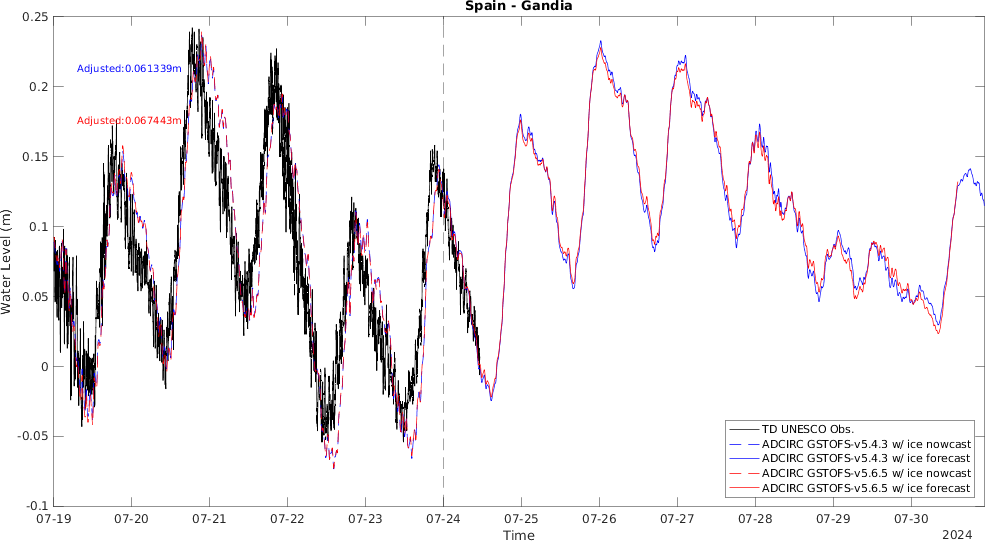 Spain - Gandia
0.25
0.2
0.15
0.1
0.05
0
-0.05
-0.1
Water Level (m)
Adjusted:0.061339m
Adjusted:0.067443m
TD UNESCO Obs.
ADCIRC GSTOFS-v5.4.3 w/ ice nowcast
ADCIRC GSTOFS-v5.4.3 w/ ice forecast
ADCIRC GSTOFS-v5.6.5 w/ ice nowcast
ADCIRC GSTOFS-v5.6.5 w/ ice forecast
07-19 07-20 07-21 07-22 07-23 07-24 07-25 07-26 07-27 07-28 07-29 07-30
Time
2024